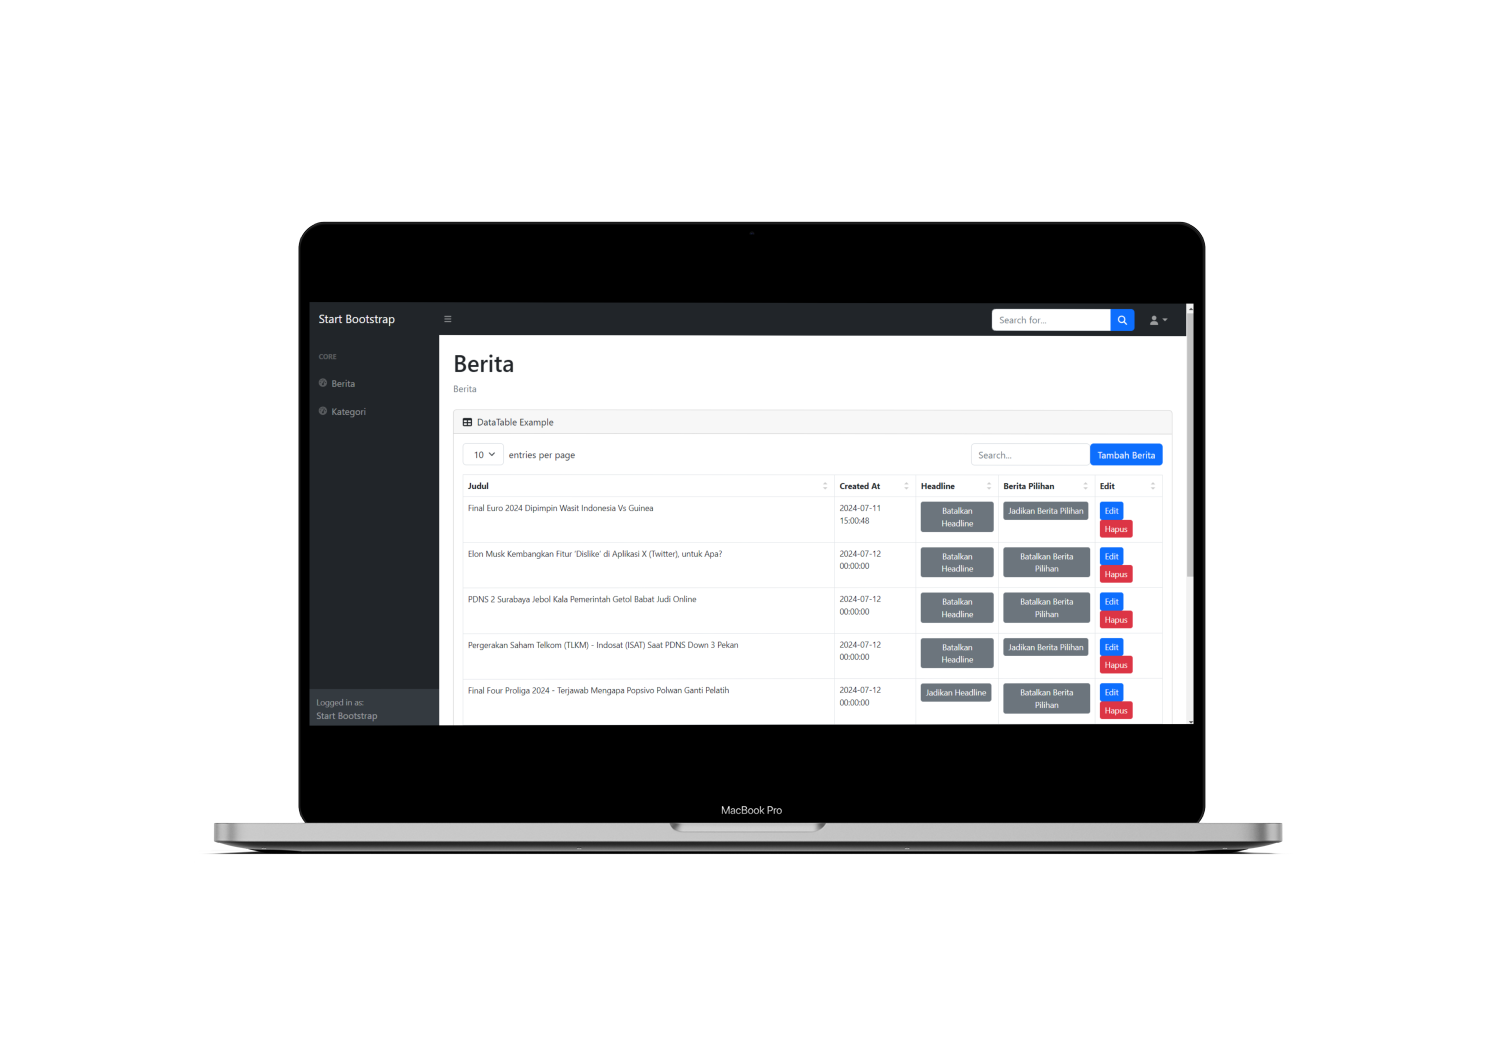 Start Bootstrap
Search for...
CORE
Berita
Kategori
Logged in as:
Start Bootstrap
Berita
Berita
DataTable Example
10 entries per page
Search...
Tambah Berita
Judul Created At Headline Berita Pilihan Edit
Final Euro 2024 Dipimpin Wasit Indonesia Vs Guinea
2024-07-11
15:00:48
Batalkan
Headline
Jadikan Berita Pilihan
Edit
Hapus
Elon Musk Kembangkan Fitur 'Dislike' di Aplikasi X (Twitter), untuk Apa?
2024-07-12
00:00:00
Batalkan
Headline
Batalkan Berita
Pilihan
Edit
Hapus
PDNS 2 Surabaya Jebol Kala Pemerintah Getol Babat Judi Online
2024-07-12
00:00:00
Batalkan
Headline
Batalkan Berita
Pilihan
Edit
Hapus
Pergerakan Saham Telkom (TLKM) - Indosat (ISAT) Saat PDNS Down 3 Pekan
2024-07-12
00:00:00
Batalkan
Headline
Jadikan Berita Pilihan
Edit
Hapus
Final Four Proliga 2024 - Terjawab Mengapa Popsivo Polwan Ganti Pelatih
2024-07-12
00:00:00
Jadikan Headline
Batalkan Berita
Pilihan
Edit
Hapus
MacBook Pro